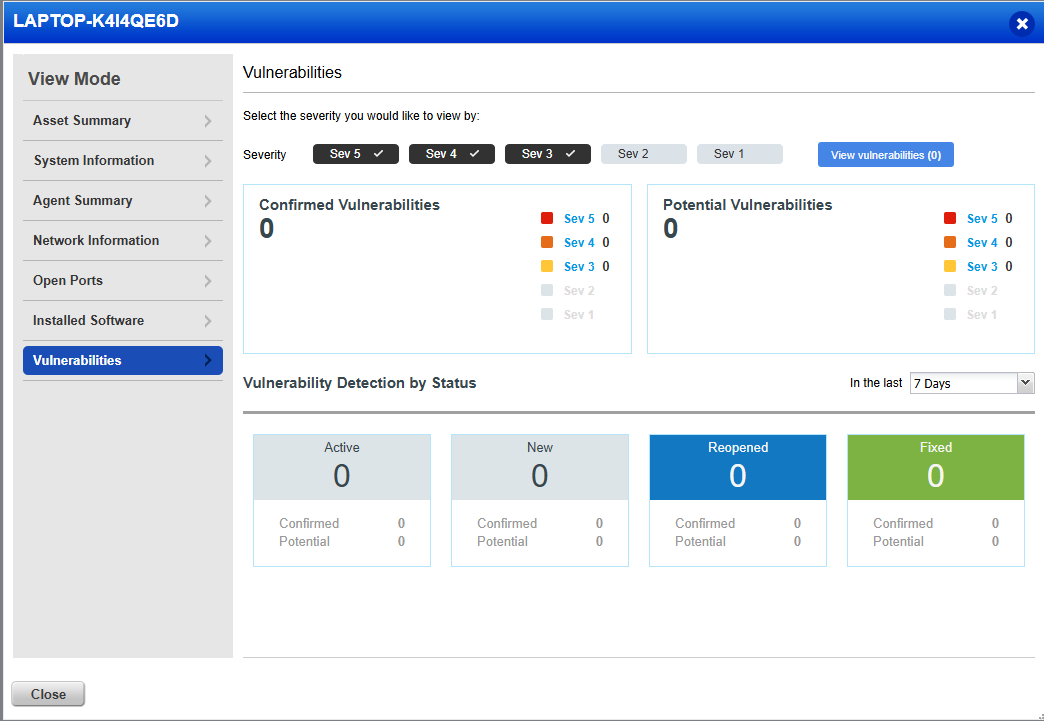 LAPTOP-K4I4QE6D
View Mode
Asset Summary
System Information
Agent Summary
Network Information
Open Ports
Installed Software
Vulnerabilities
Vulnerabilities
Select the severity you would like to view by:
Severity Sev 5 Sev 4 Sev 3 Sev 2 Sev 1 View vulnerabilities (0)
Confirmed Vulnerabilities
0
Sev 5 0
Sev 4 0
Sev 3 0
Sev 2
Sev 1
Potential Vulnerabilities
0
Sev 5 0
Sev 4 0
Sev 3 0
Sev 2
Sev 1
Vulnerability Detection by Status
In the last 7 Days
Active
0
Confirmed 0
Potential 0
New
0
Confirmed 0
Potential 0
Reopened
0
Confirmed 0
Potential 0
Fixed
0
Confirmed 0
Potential 0
Close